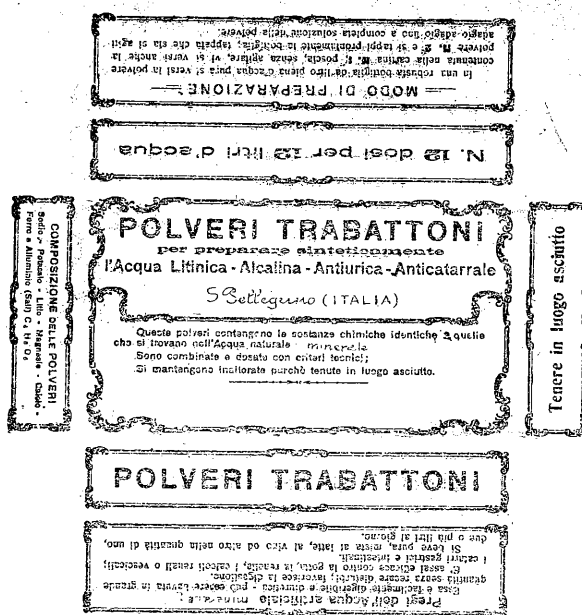 MODO DI PREPARAZIONE
In una robusta bottiglia da litro piena d'acqua pura si versi la polvere
contenuta nella cartina N. 1; poscia, senza agitare, vi si versi anche la
polvere N. 2 e si tappi prontamente la bottiglia; tappata che sia si agiti
adagio adagio fino a completa soluzione della polvere.
N. 12 dosi per 12 litri d'acqua
COMPOSIZIONE DELLE POLVERI
Sodio - Potassio - Litio - Magnesio - Calcio -
Ferro e Alluminio (Sali)
POLVERI TRABATTONI
per preparare sinteticamente
l'Acqua Litinica - Alcalina - Antiurica - Anticatarrale
S Pellegrino (ITALIA)
Queste polveri contengono le sostanze chimiche identiche a quelle
che si trovano nell'Acqua naturale minerale
Sono combinate e dosate con criteri tecnici;
Si mantengono inalterate purchè tenute in luogo asciutto.
Tenere in luogo asciutto
POLVERI TRABATTONI
Pregi dell'Acqua artificiale minerale
Essa è facilmente digeribile e diuretica - può essere bevuta in grande
quantità senza recare disturbi; favorisce la digestione.
E' assai efficace contro la gotta, la renella, i calcoli renali o vescicali,
i catarri gastrici e intestinali.
Si beve pura, mista al latte, al vino od altro nella quantità di uno,
due o più litri al giorno.